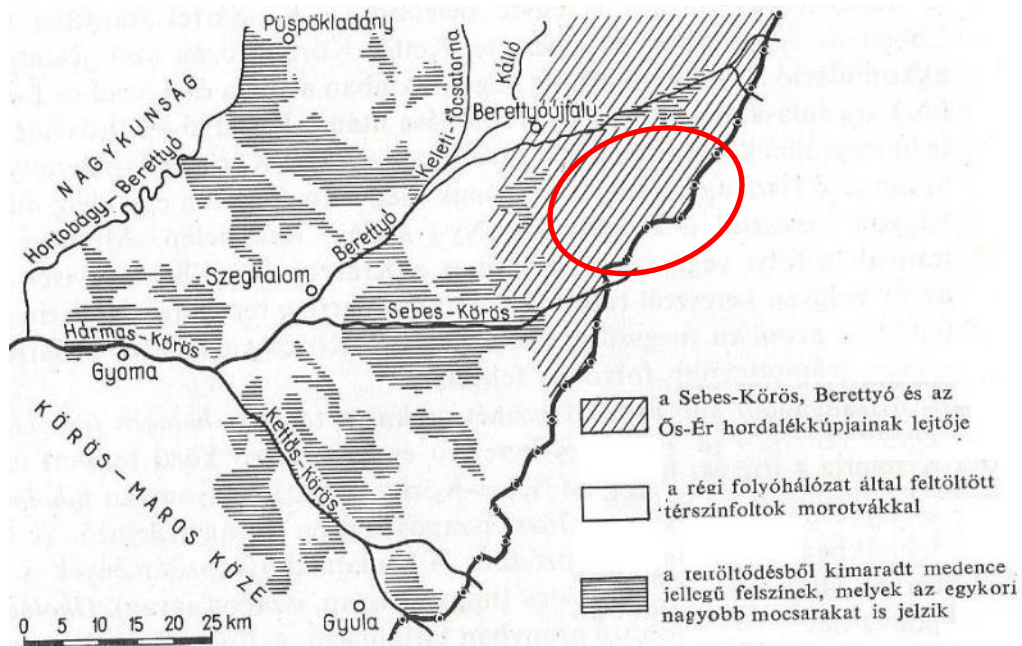 Püspökladány
NAGYKUNSÁG
Hortobágy-Berettyó
Keleti-főcsatorna
Kálló
Berettyóújfalu
Berettyó
Szeghalom
Sebes-Körös
Hármas-Körös
Gyoma
KÖRÖS-MAROS KÖZE
Kettős-Körös
Gyula
0 5 10 15 20 25 km
a Sebes-Körös, Berettyó és az
Ős-Ér hordalékkúpjainak lejtője
régi folyóhálózat által feltöltött
térszínfoltok morotvákkal
a feltöltődésből kimaradt medence
jellegű felszínek, melyek az egykori
nagyobb mocsarakat is jelzik